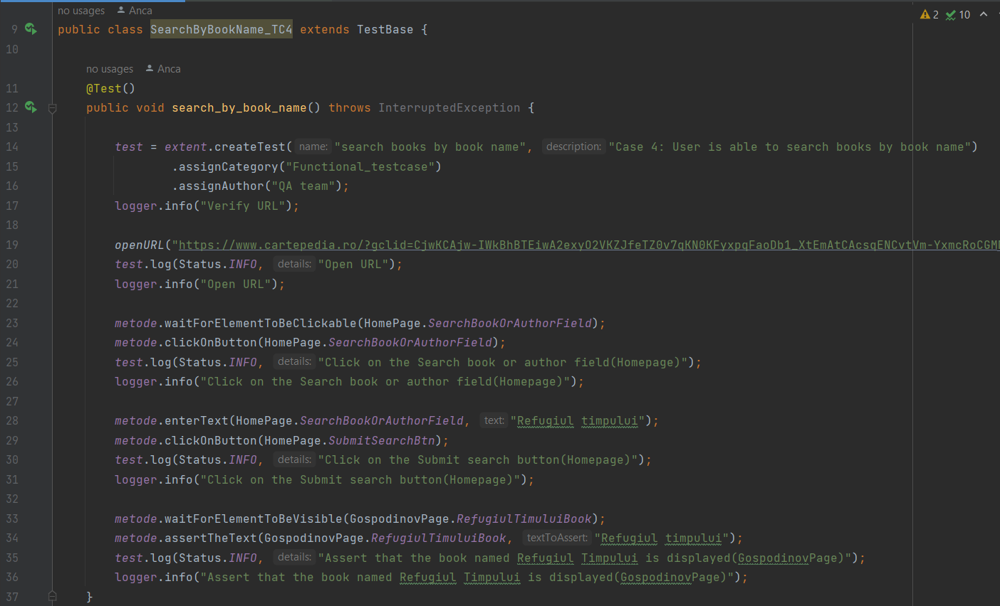 no usages Anca
2 10
9 public class SearchByBookName_TC4 extends TestBase {
10
no usages Anca
11 @Test()
12 public void search_by_book_name() throws InterruptedException {
13
14 test = extent.createTest( name: "search books by book name", description: "Case 4: User is able to search books by book name")
15 .assignCategory("Functional_testcase")
16 .assignAuthor("QA team");
17 logger.info("Verify URL");
18
19 openURL("https://www.cartepedia.ro/?gclid=CjwKCAjw-IWkBhBTEiwA2exyO2VKZJfeTZ0v7qKN0KFyxpqFaoDb1_XtEmAtCAcsqENCvtVm-YxmcRoCGM
20 test.log(Status.INFO, details: "Open URL");
21 logger.info("Open URL");
22
23 metode.waitForElementToBeClickable(HomePage.SearchBookOrAuthorField);
24 metode.clickOnButton(HomePage.SearchBookOrAuthorField);
25 test.log(Status.INFO, details: "Click on the Search book or author field(Homepage)");
26 logger.info("Click on the Search book or author field(Homepage)");
27
28 metode.enterText(HomePage.SearchBookOrAuthorField, text: "Refugiul timpului");
29 metode.clickOnButton(HomePage.SubmitSearchBtn);
30 test.log(Status.INFO, details: "Click on the Submit search button(Homepage)");
31 logger.info("Click on the Submit search button(Homepage)");
32
33 metode.waitForElementToBeVisible(GospodinovPage.RefugiulTimuluiBook);
34 metode.assertTheText(GospodinovPage.RefugiulTimuluiBook, textToAssert: "Refugiul timpului");
35 test.log(Status.INFO, details: "Assert that the book named Refugiul Timpului is displayed(GospodinovPage)");
36 logger.info("Assert that the book named Refugiul Timpului is displayed(GospodinovPage)");
37 }